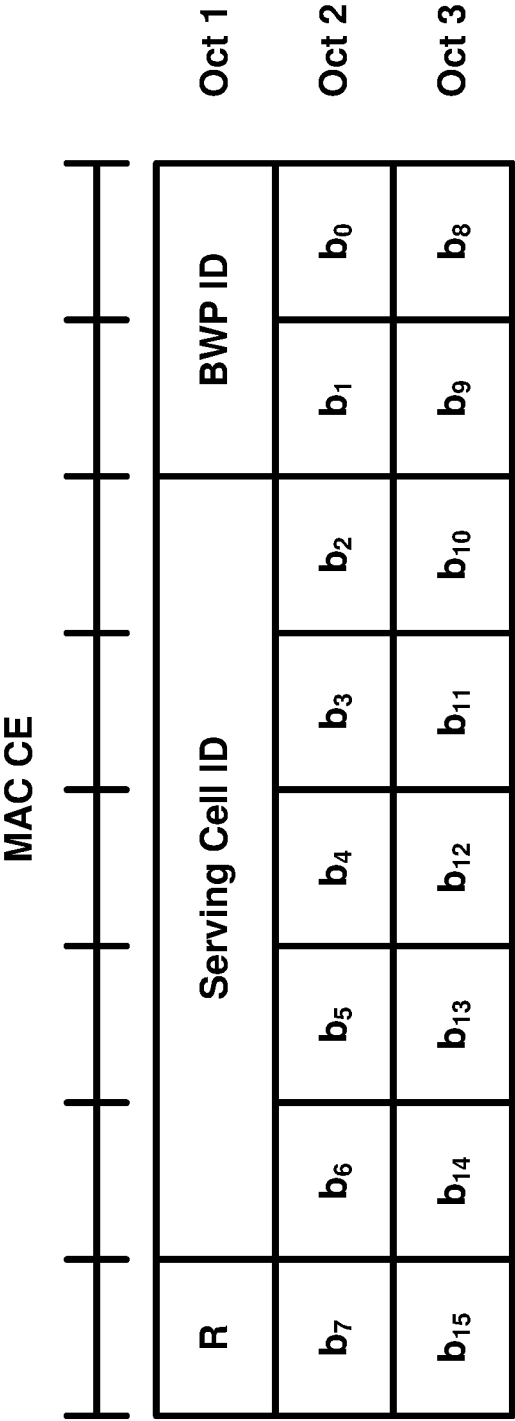 MAC CE
R Serving Cell ID BWP ID Oct 1
b7 b6 b5 b4 b3 b2 b1 b0 Oct 2
b15 b14 b13 b12 b11 b10 b9 b8 Oct 3